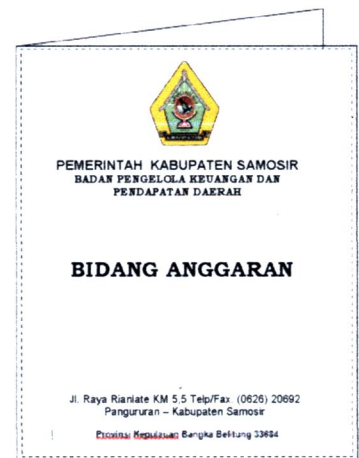 PEMERINTAH KABUPATEN SAMOSIR
BADAN PENGELOLA KEUANGAN DAN
PENDAPATAN DAERAH
BIDANG ANGGARAN
Jl. Raya Rianiate KM 5,5 Telp/Fax (0626) 20692
Pangururan – Kabupaten Samosir
Provinsi Kepulauan Bangka Belitung 33684